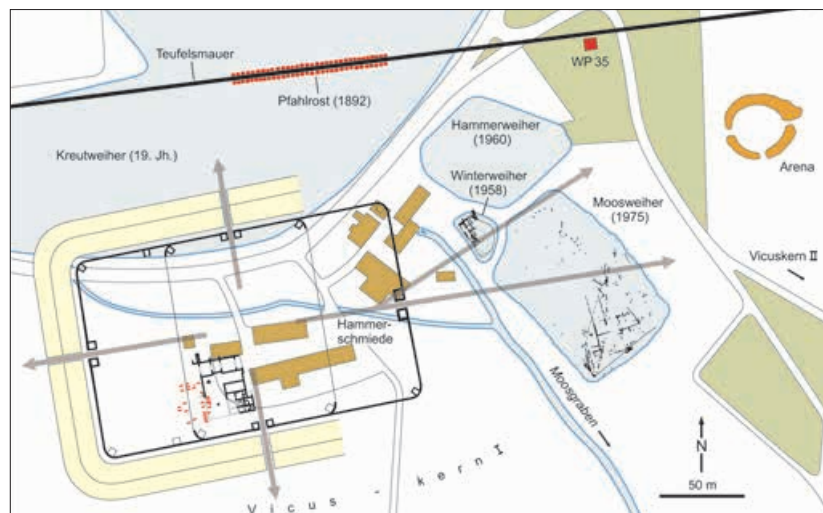 Teufelsmauer
Pfahlrost (1892)
WP 35
Hammerweiher
(1960)
Arena
Kreutweiher (19. Jh.)
Winterweiher
(1958)
Moosweiher
(1975)
Vicuskern II
Hammer-
schmiede
Moosgraben
N
50 m
Vicus - kern I